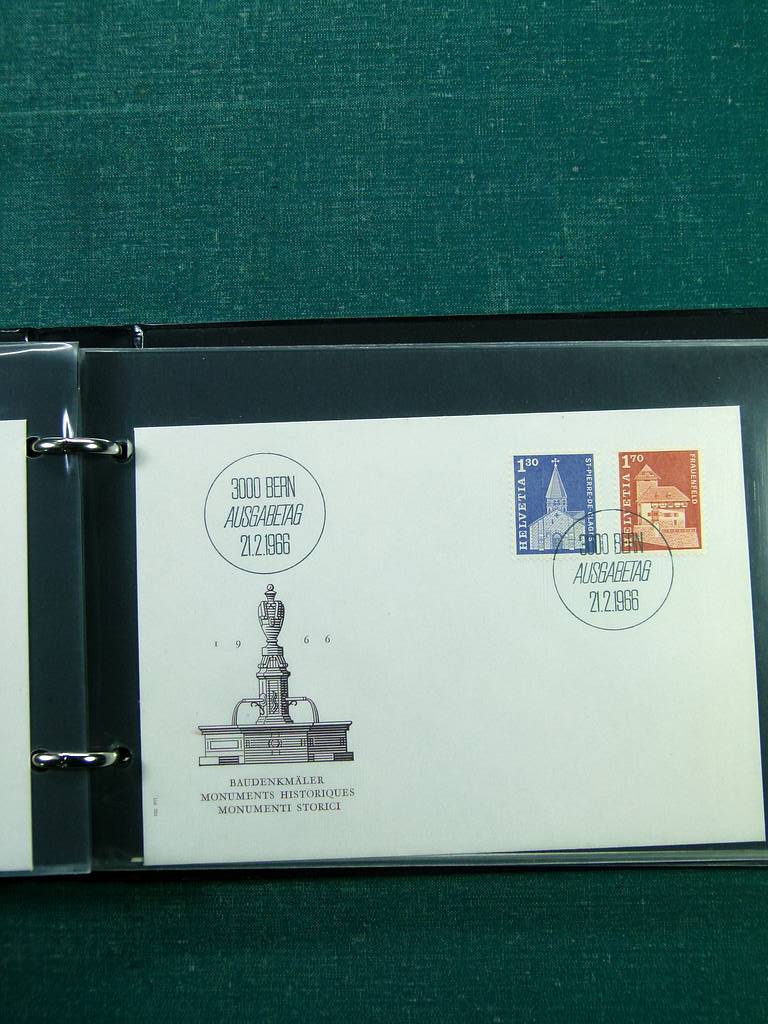 3000 BERN
AUSGABETAG
21.2.1966
1 9 6 6
BAUDENKMÄLER
MONUMENTS HISTORIQUES
MONUMENTI STORICI
1.30
HELVETIA
ST-PIERRE-DE-CLAGES
1.70
HELVETIA
FRAUENFELD
3000 BERN
AUSGABETAG
21.2.1966